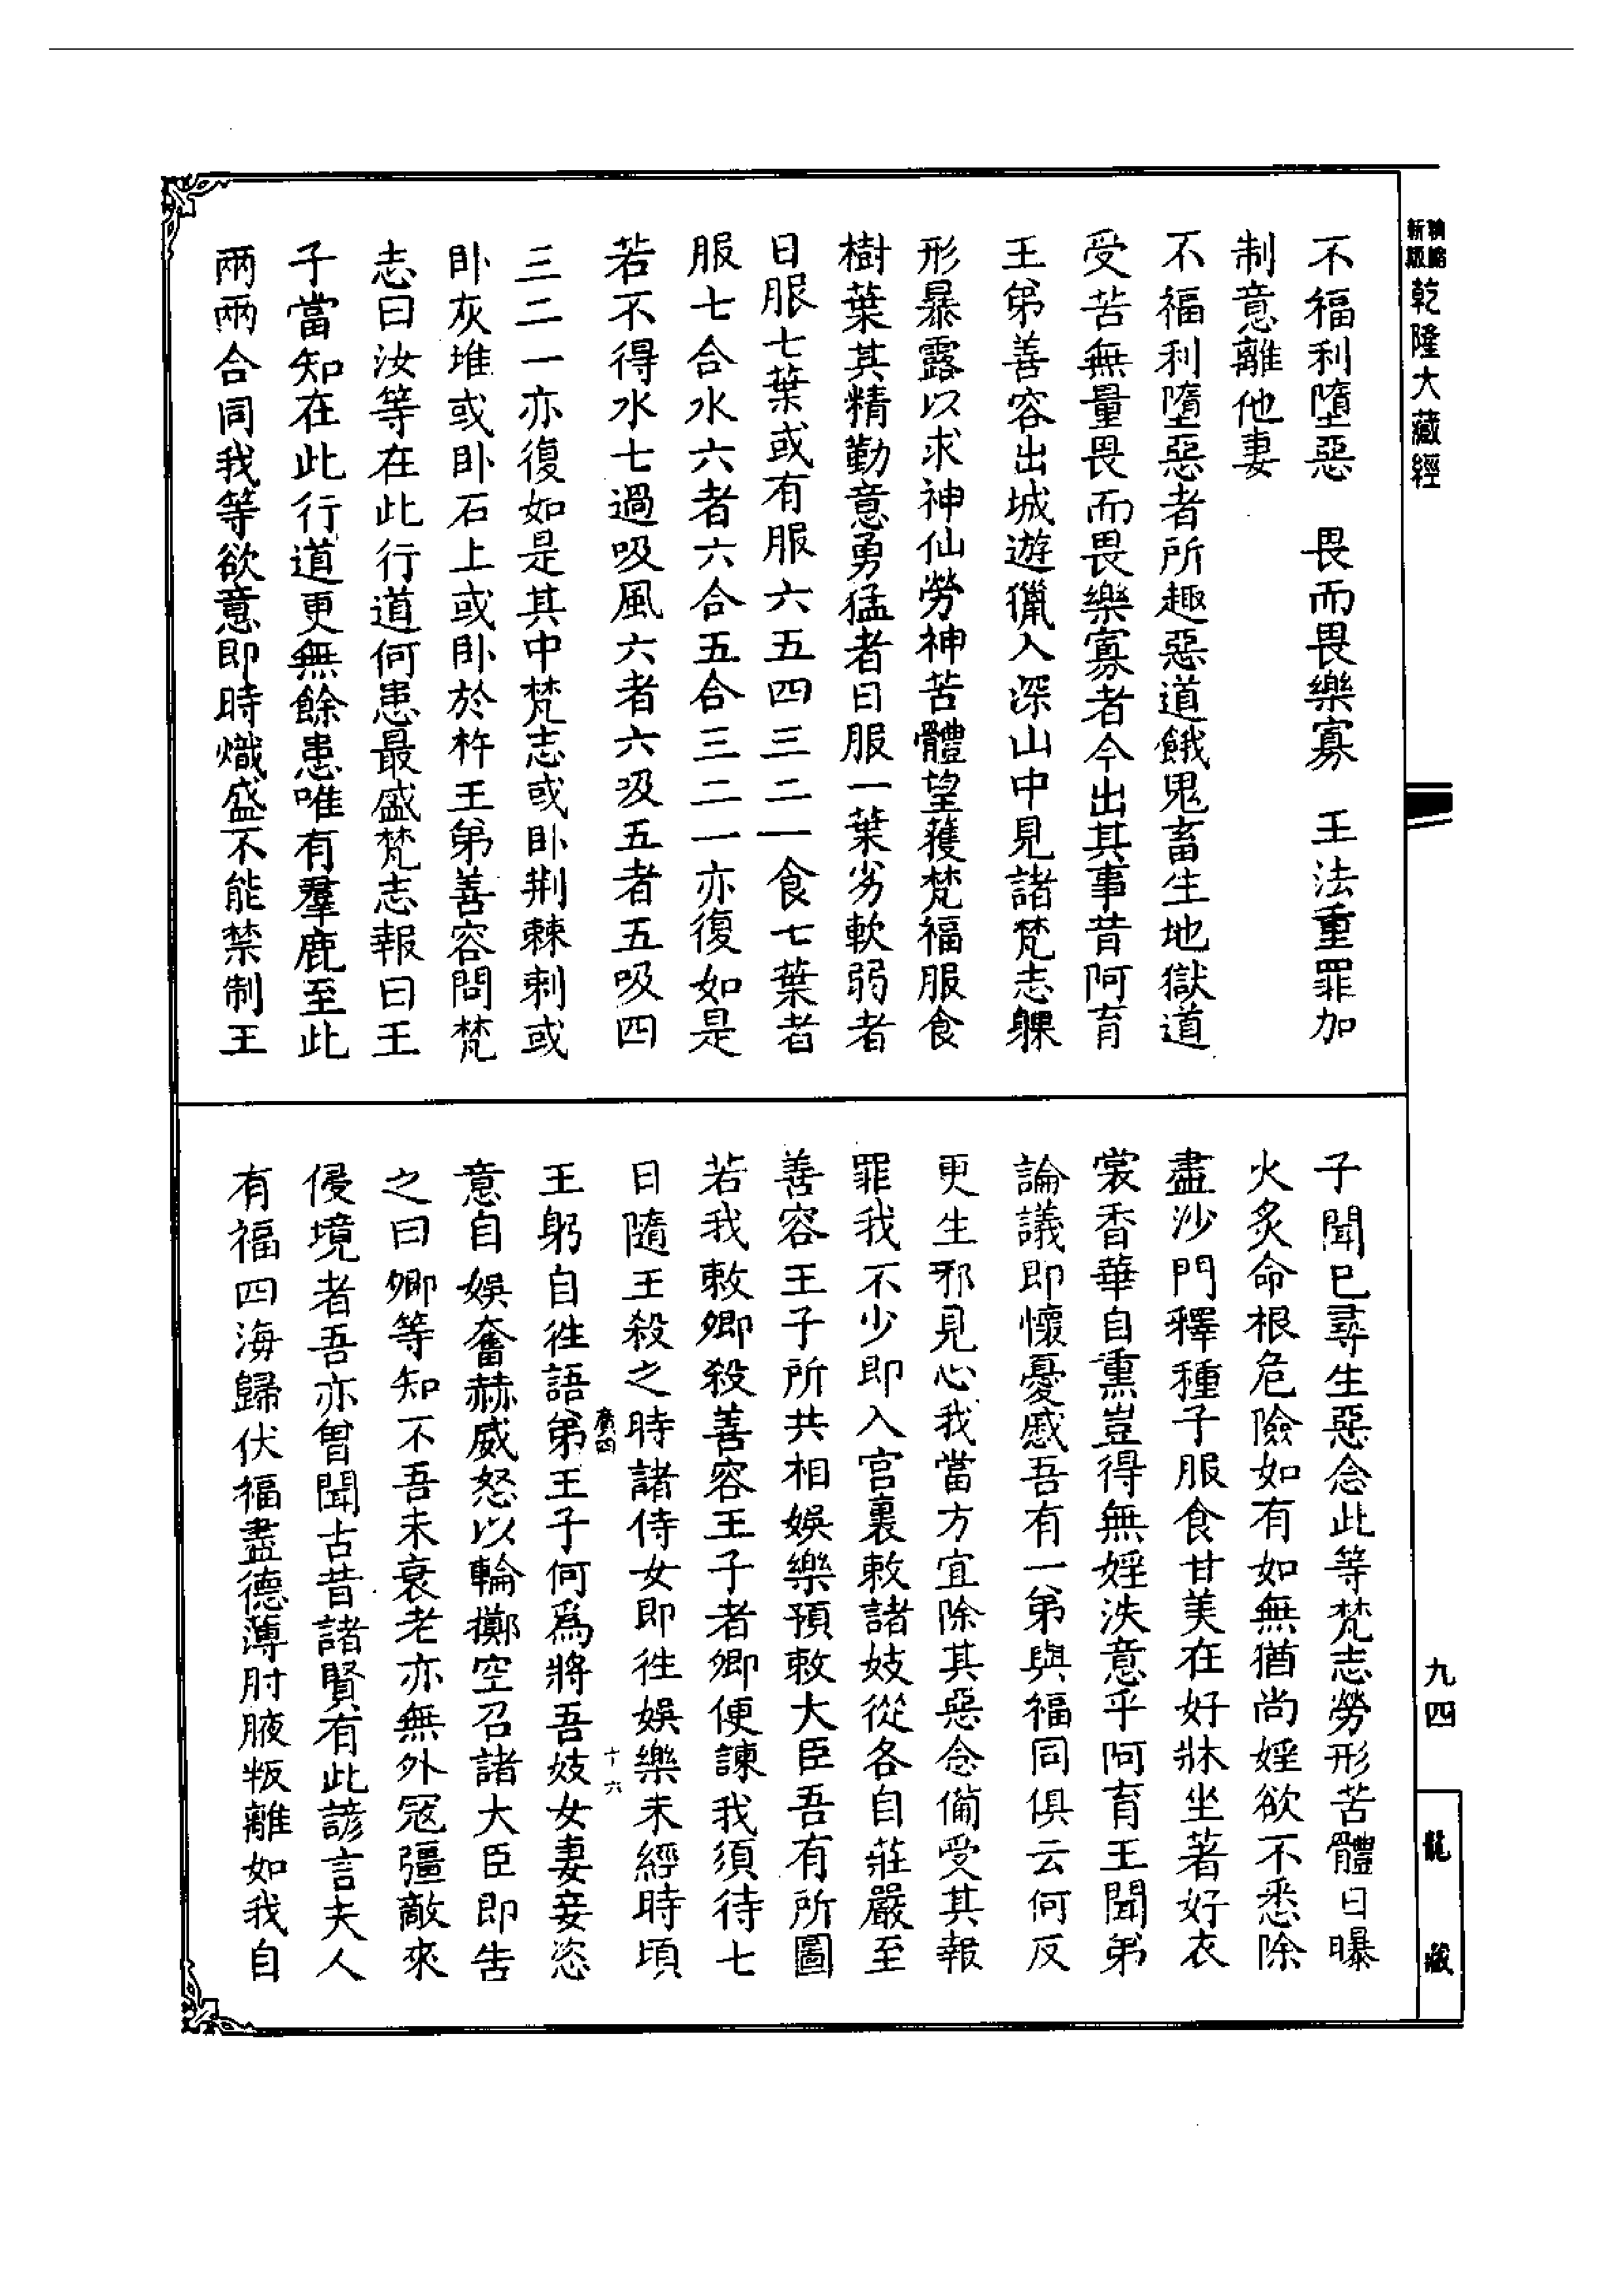 新版
精縮
乾隆大藏經
不福利墮惡　畏而畏樂寡　王法重罪加
制意離他妻
不福利墮惡者所趣惡道餓鬼畜生地獄道
受苦無量畏而畏樂寡者今出其事昔阿育
王弟善容出城遊獵入深山中見諸梵志躶
形暴露以求神仙勞神苦體望獲梵福服食
樹葉其精勤意勇猛者日服一葉劣軟弱者
日服七葉或有服六五四三二一食七葉者
服七合水六者六合五合三二一亦復如是
若不得水七過吸風六者六吸五者五吸四
三二一亦復如是其中梵志或卧荆棘刺或
卧灰堆或卧石上或卧於杵王弟善容問梵
志曰汝等在此行道何患最盛梵志報曰王
子當知在此行道更無餘患唯有羣鹿至此
兩兩合同我等欲意即時熾盛不能禁制王
子聞已尋生惡念此等梵志勞形苦體日曝
火炙命根危險如有如無猶尚婬欲不悉除
盡沙門釋種子服食甘美在好牀坐著好衣
裳香華自熏豈得無婬泆意乎阿育王聞弟
論議即懷憂慼吾有一弟與福同俱云何反
更生邪見心我當方宜除其惡念備受其報
罪我不少即入宫裏敕諸妓從各自莊嚴至
善容王子所共相娛樂預敕大臣吾有所圖
若我敕卿殺善容王子者卿便諫我須待七
日隨王殺之時諸侍女即徃娛樂未經時頃
廣四
十六
王躬自徃語弟王子何爲將吾妓女妻妾恣
意自娛奮赫威怒以輪擲空召諸大臣即告
之曰卿等知不吾未衰老亦無外寇彊敵來
侵境者吾亦曾聞古昔諸賢有此諺言夫人
有福四海歸伏福盡德薄肘腋叛離如我自
九四
龍藏